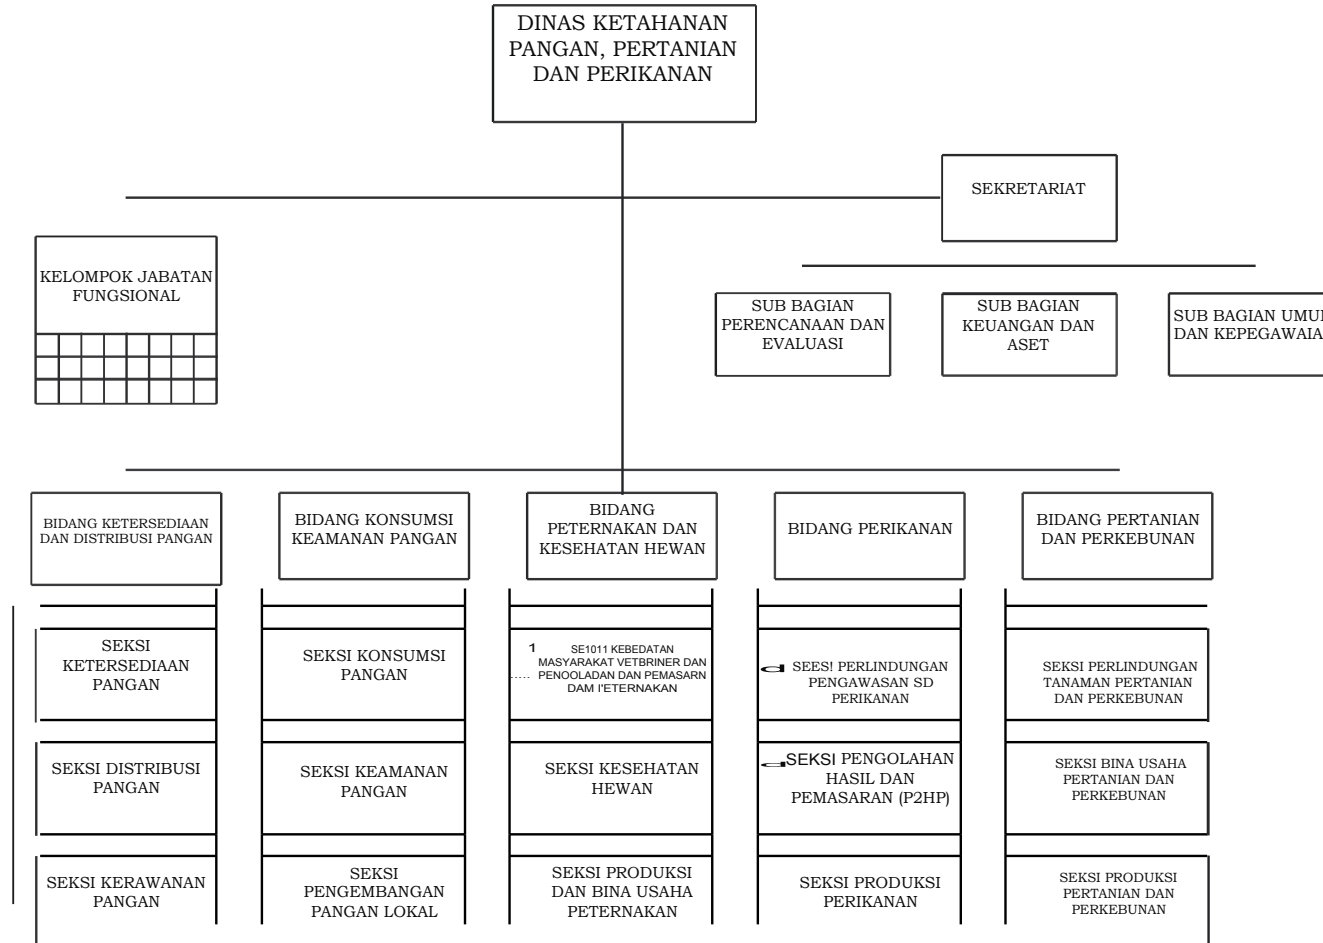 DINAS KETAHANAN
PANGAN, PERTANIAN
DAN PERIKANAN
SEKRETARIAT
KELOMPOK JABATAN
FUNGSIONAL
SUB BAGIAN
PERENCANAAN DAN
EVALUASI
SUB BAGIAN
KEUANGAN DAN
ASET
SUB BAGIAN UMU
DAN KEPEGAWAIA
BIDANG KETERSEDIAAN
DAN DISTRIBUSI PANGAN
BIDANG KONSUMSI
KEAMANAN PANGAN
BIDANG
PETERNAKAN DAN
KESEHATAN HEWAN
BIDANG PERIKANAN
BIDANG PERTANIAN
DAN PERKEBUNAN
SEKSI
KETERSEDIAAN
PANGAN
SEKSI KONSUMSI
PANGAN
1 SE1011 KEBEDATAN
MASYARAKAT VETBRINER DAN
..... PENOOLADAN DAN PEMASARN
DAM I'ETERNAKAN
SEES! PERLINDUNGAN
PENGAWASAN SD
PERIKANAN
SEKSI PERLINDUNGAN
TANAMAN PERTANIAN
DAN PERKEBUNAN
SEKSI DISTRIBUSI
PANGAN
SEKSI KEAMANAN
PANGAN
SEKSI KESEHATAN
HEWAN
SEKSI PENGOLAHAN
HASIL DAN
PEMASARAN (P2HP)
SEKSI BINA USAHA
PERTANIAN DAN
PERKEBUNAN
SEKSI KERAWANAN
PANGAN
SEKSI
PENGEMBANGAN
PANGAN LOKAL
SEKSI PRODUKSI
DAN BINA USAHA
PETERNAKAN
SEKSI PRODUKSI
PERIKANAN
SEKSI PRODUKSI
PERTANIAN DAN
PERKEBUNAN